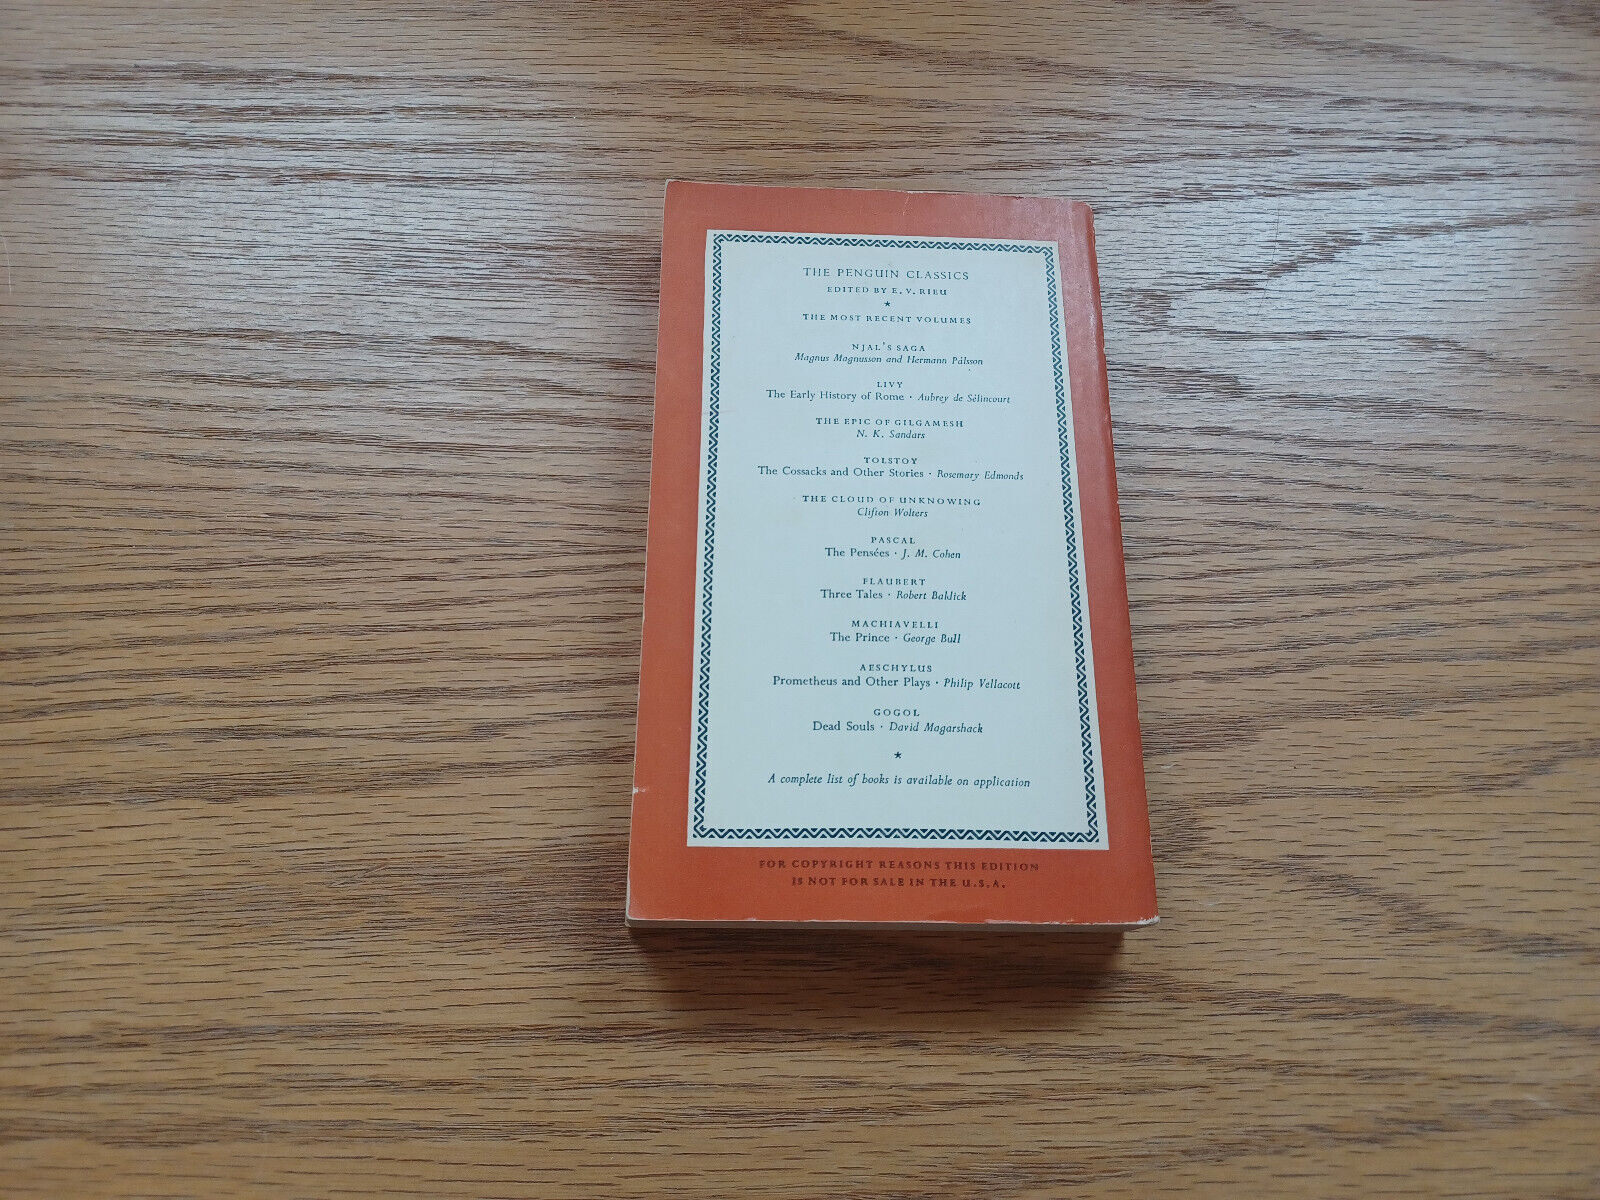 THE PENGUIN CLASSICS
EDITED BY E. V. RIEU
★
THE MOST RECENT VOLUMES
NJAL'S SAGA
Magnus Magnusson and Hermann Pálsson
LIVY
The Early History of Rome · Aubrey de Sélincourt
THE EPIC OF GILGAMESH
N. K. Sandars
TOLSTOY
The Cossacks and Other Stories · Rosemary Edmonds
THE CLOUD OF UNKNOWING
Clifton Wolters
PASCAL
The Pensées · J. M. Cohen
FLAUBERT
Three Tales · Robert Baldick
MACHIAVELLI
The Prince · George Bull
AESCHYLUS
Prometheus and Other Plays · Philip Vellacott
GOGOL
Dead Souls · David Magarshack
★
A complete list of books is available on application
FOR COPYRIGHT REASONS THIS EDITION
IS NOT FOR SALE IN THE U.S.A.